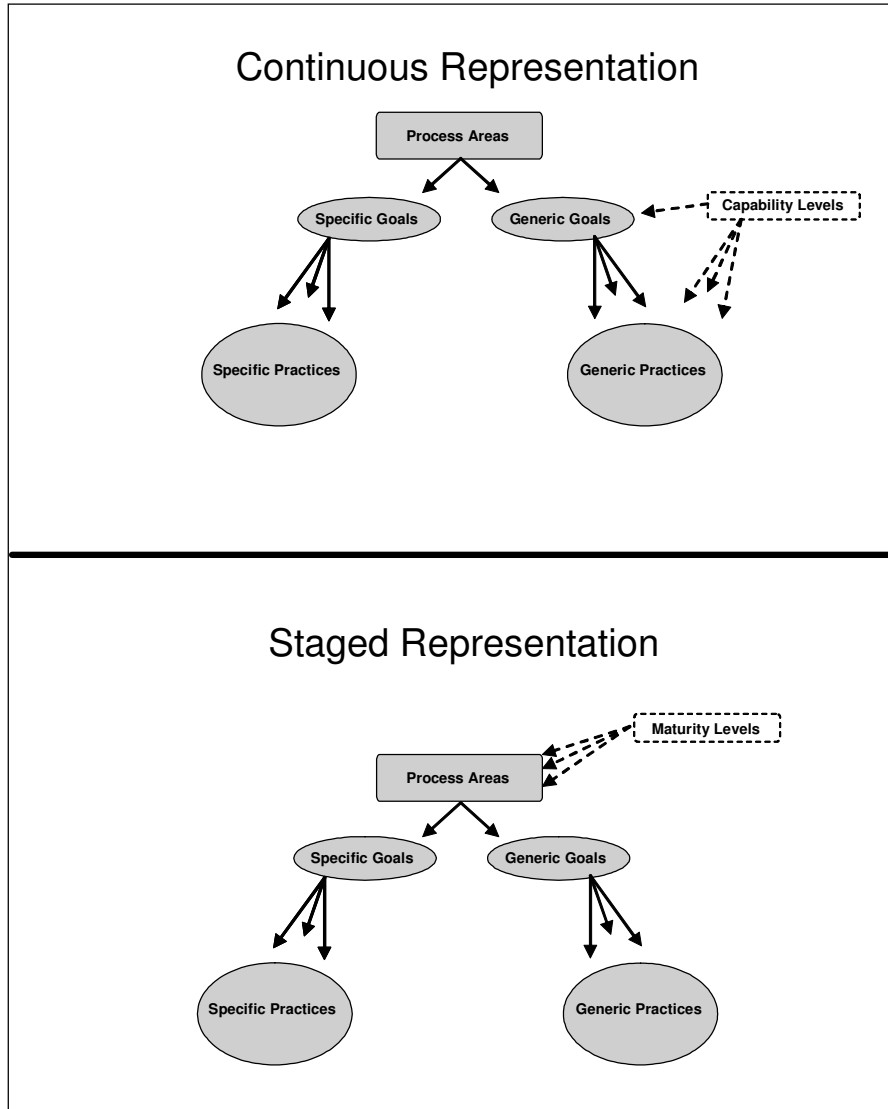 Continuous Representation
Process Areas
Specific Goals
Generic Goals
Capability Levels
Specific Practices
Generic Practices
Staged Representation
Maturity Levels
Process Areas
Specific Goals
Generic Goals
Specific Practices
Generic Practices